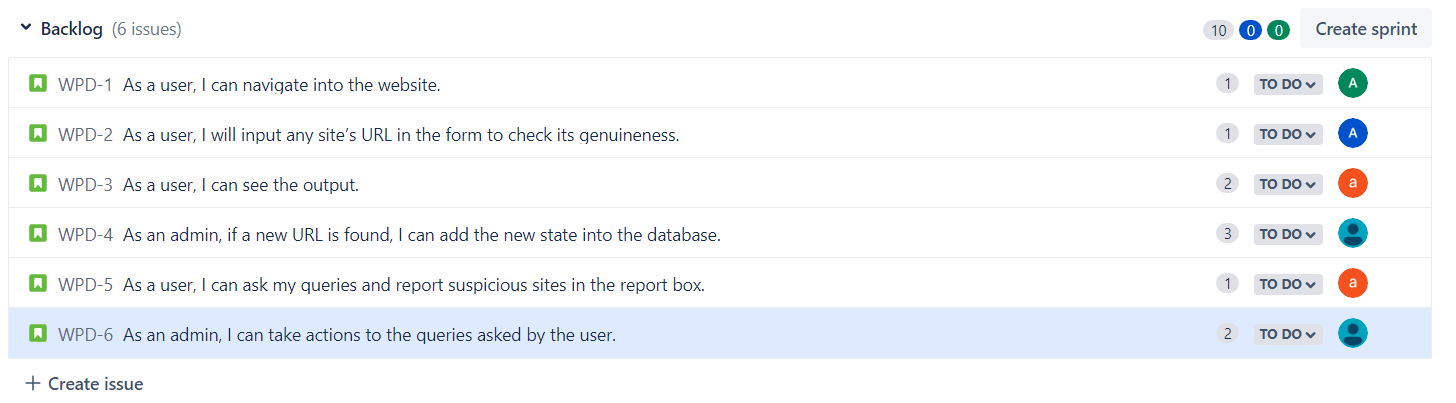 Backlog (6 issues) 10 0 0 Create sprint
WPD-1 As a user, I can navigate into the website. 1 TO DO A
WPD-2 As a user, I will input any site’s URL in the form to check its genuineness. 1 TO DO A
WPD-3 As a user, I can see the output. 2 TO DO a
WPD-4 As an admin, if a new URL is found, I can add the new state into the database. 3 TO DO
WPD-5 As a user, I can ask my queries and report suspicious sites in the report box. 1 TO DO a
WPD-6 As an admin, I can take actions to the queries asked by the user. 2 TO DO
+ Create issue